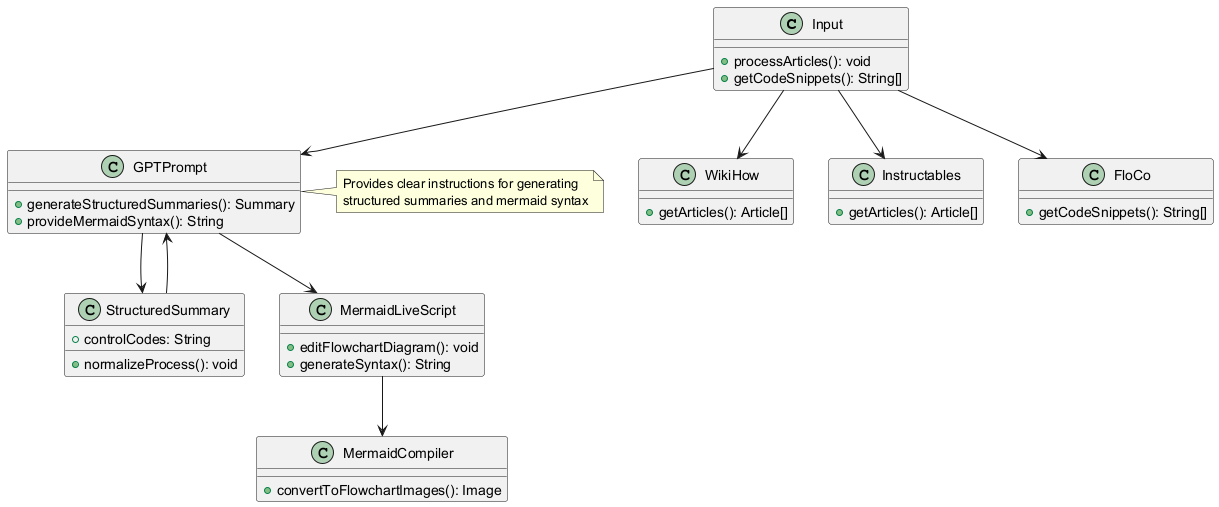 C Input
processArticles(): void
getCodeSnippets(): String[]
C GPTPrompt
generateStructuredSummaries(): Summary
provideMermaidSyntax(): String
Provides clear instructions for generating
structured summaries and mermaid syntax
C WikiHow
getArticles(): Article[]
C Instructables
getArticles(): Article[]
C FloCo
getCodeSnippets(): String[]
C StructuredSummary
controlCodes: String
normalizeProcess(): void
C MermaidLiveScript
editFlowchartDiagram(): void
generateSyntax(): String
C MermaidCompiler
convertToFlowchartImages(): Image